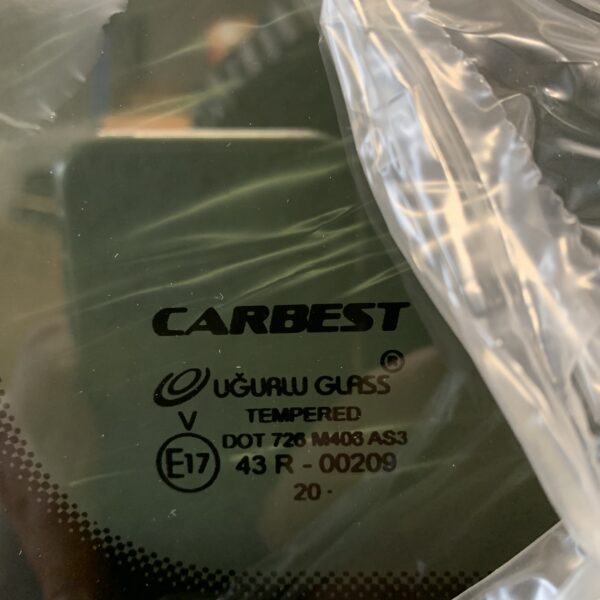 CARBEST
®
UĞURLU GLASS
V TEMPERED
DOT 726 M403 AS3
E17 43 R - 00209
20 ·